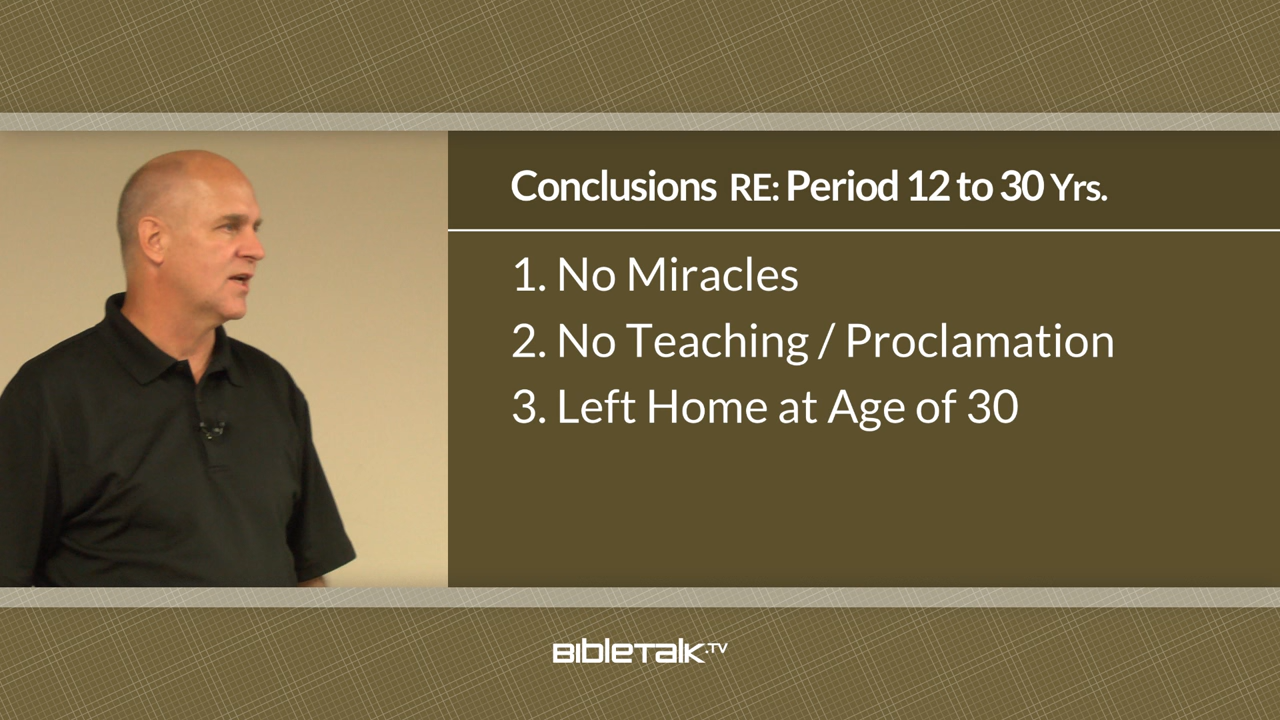 Conclusions RE: Period 12 to 30 Yrs.
1. No Miracles
2. No Teaching / Proclamation
3. Left Home at Age of 30
BIBLETALK.TV